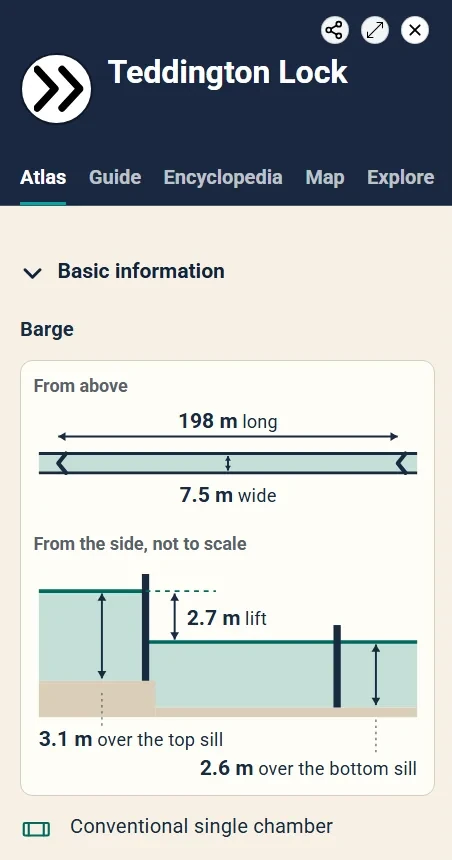 Teddington Lock
Atlas Guide Encyclopedia Map Explore
Basic information
Barge
From above
198 m long
7.5 m wide
From the side, not to scale
2.7 m lift
3.1 m over the top sill
2.6 m over the bottom sill
Conventional single chamber